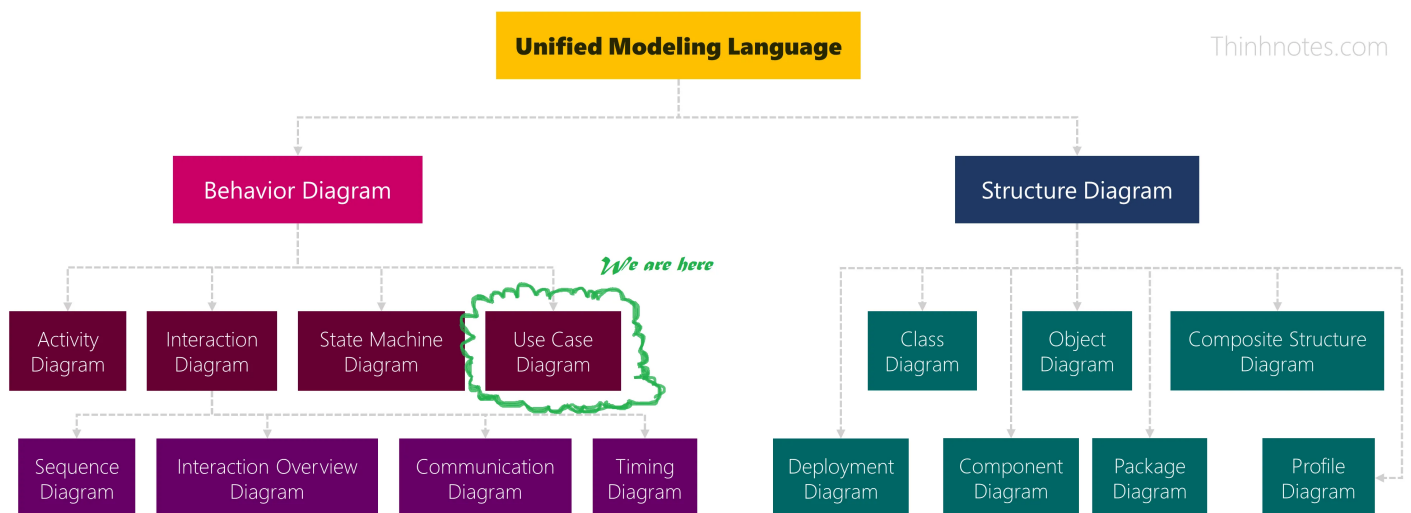 Unified Modeling Language
Thinhnotes.com
Behavior Diagram
Structure Diagram
We are here
Activity
Diagram
Interaction
Diagram
State Machine
Diagram
Use Case
Diagram
Class
Diagram
Object
Diagram
Composite Structure
Diagram
Sequence
Diagram
Interaction Overview
Diagram
Communication
Diagram
Timing
Diagram
Deployment
Diagram
Component
Diagram
Package
Diagram
Profile
Diagram